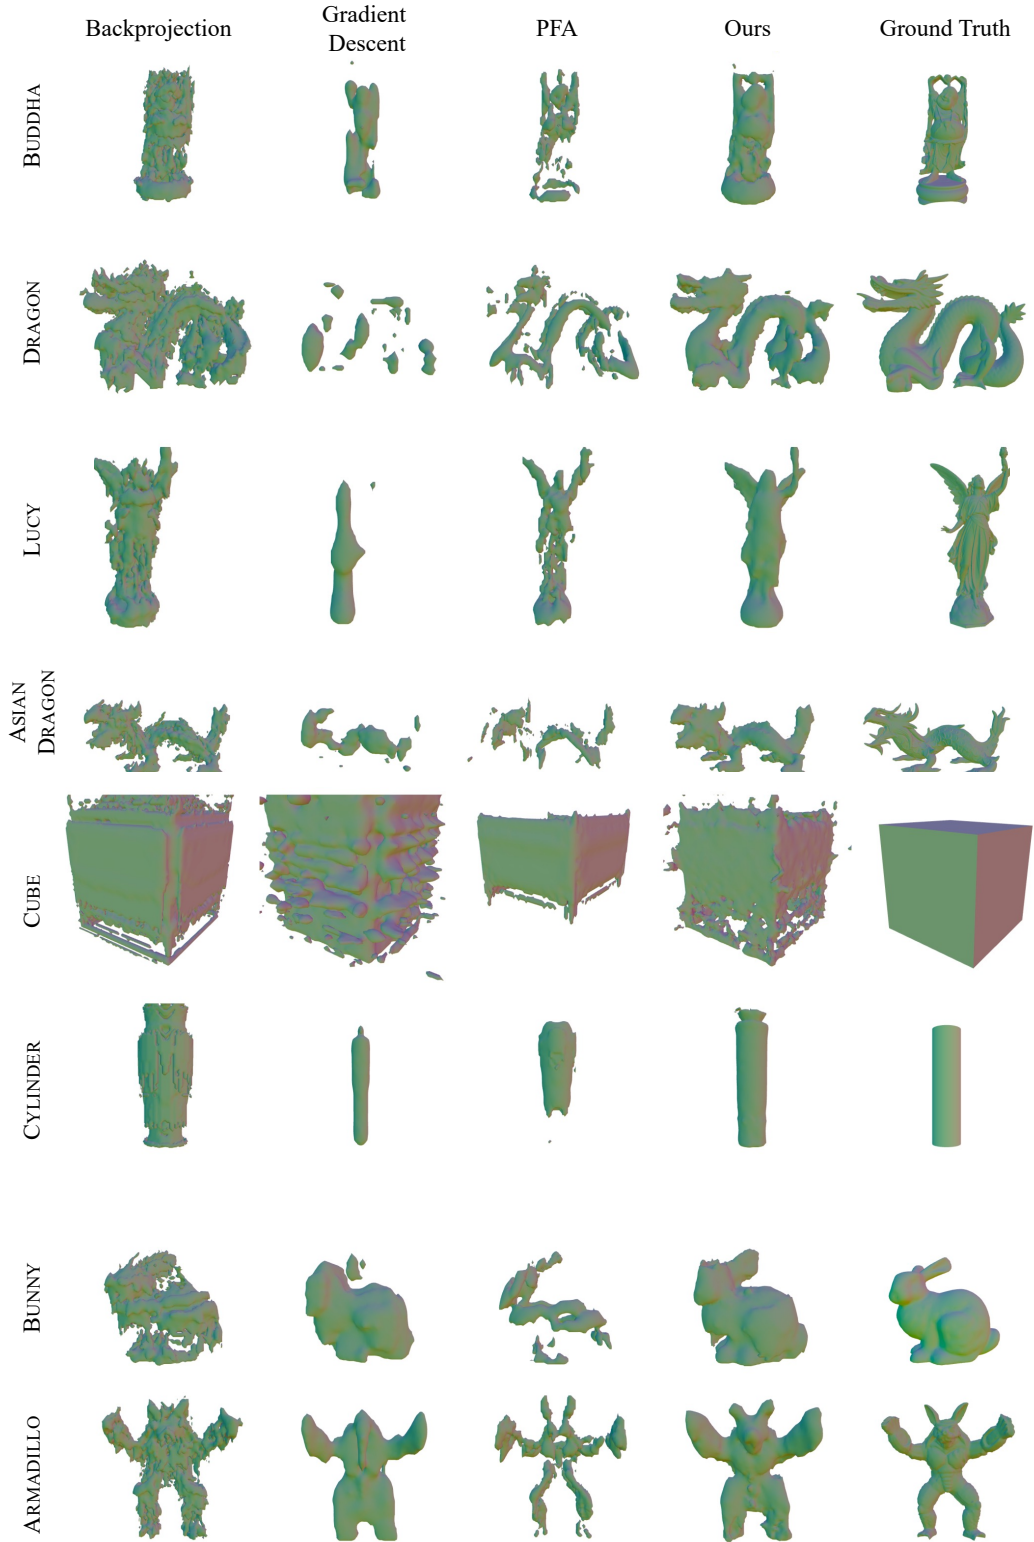 Backprojection
Gradient
Descent
PFA
Ours
Ground Truth
BUDDHA
DRAGON
LUCY
ASIAN
DRAGON
CUBE
CYLINDER
BUNNY
ARMADILLO